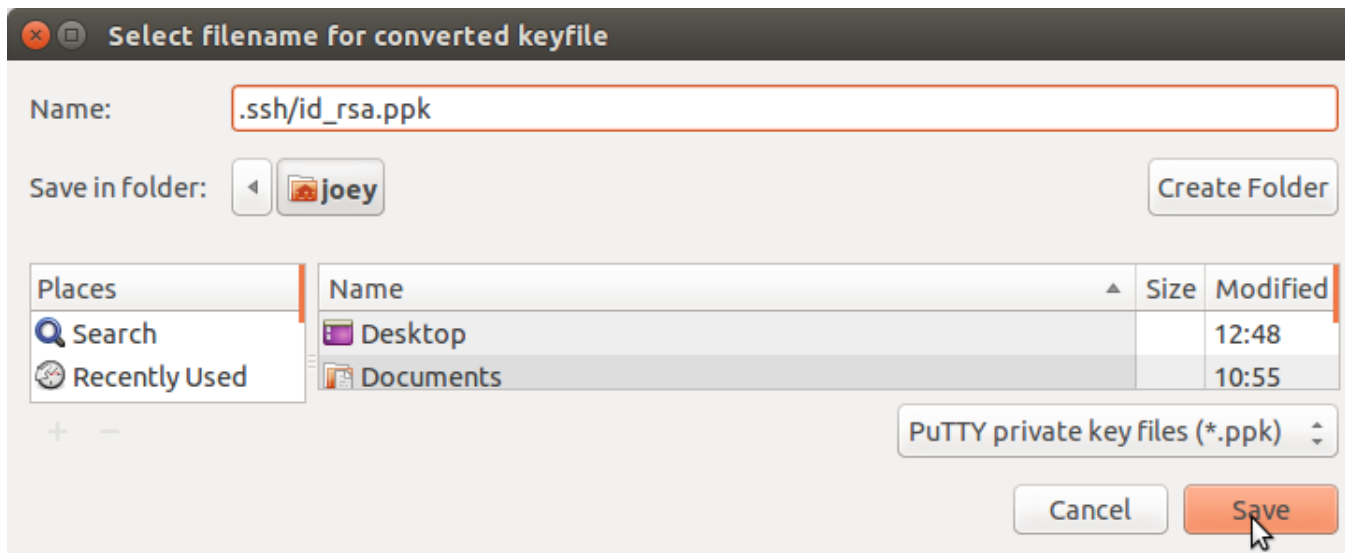 Select filename for converted keyfile
Name: .ssh/id_rsa.ppk
Save in folder: joey Create Folder
Places Name Size Modified
Search Desktop 12:48
Recently Used Documents 10:55
PuTTY private key files (*.ppk)
Cancel Save